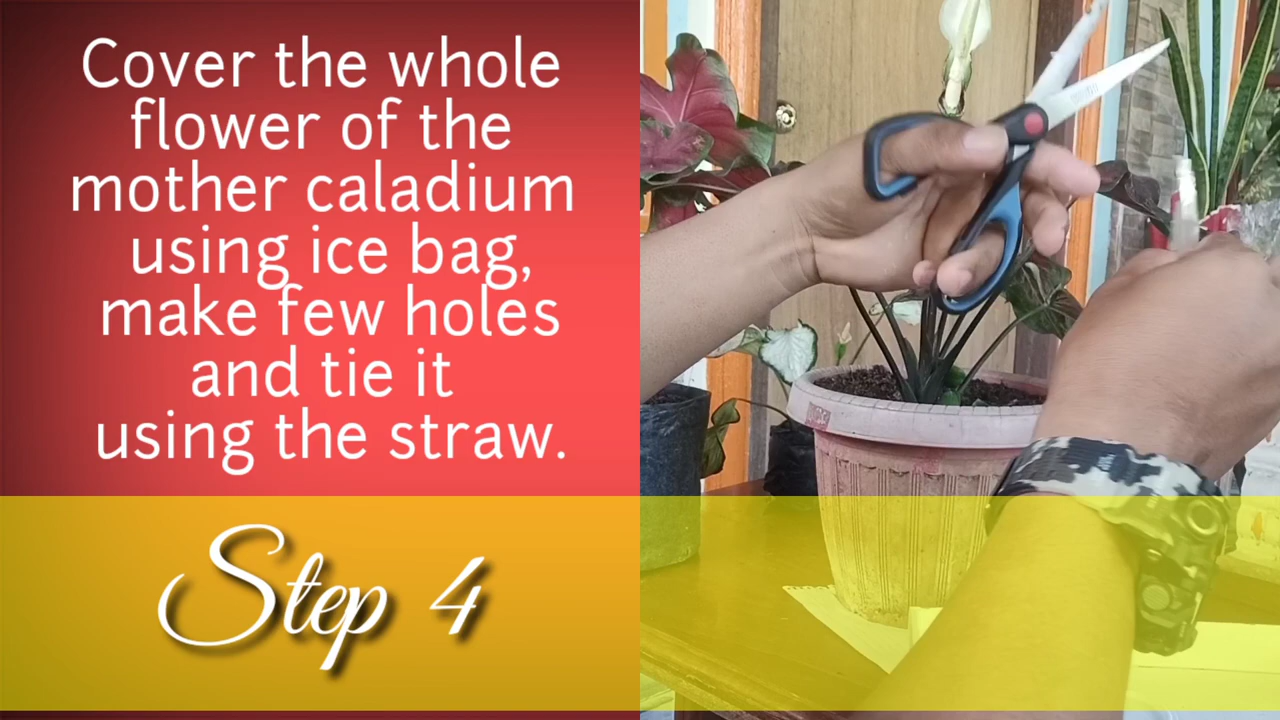 Cover the whole
flower of the
mother caladium
using ice bag,
make few holes
and tie it
using the straw.
Step 4